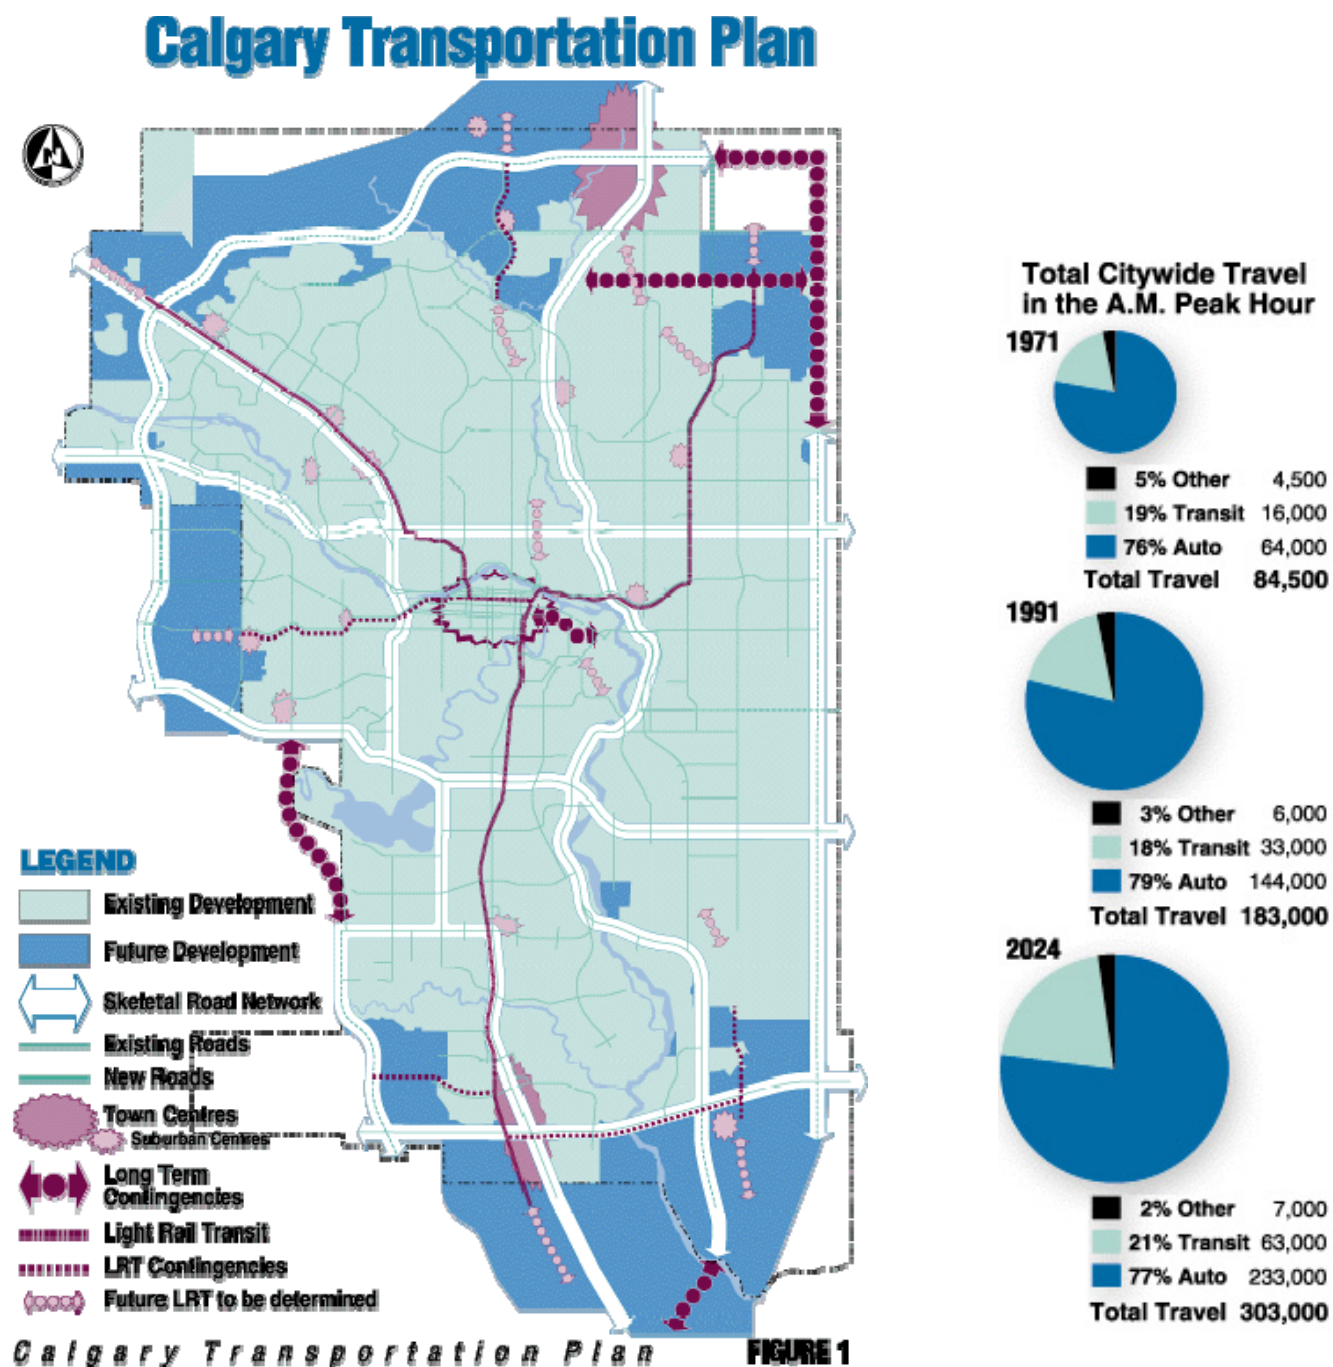 Calgary Transportation Plan
N
LEGEND
Existing Development
Future Development
Skeletal Road Network
Existing Roads
New Roads
Town Centres
Suburban Centres
Long Term
Contingencies
Light Rail Transit
LRT Contingencies
Future LRT to be determined
Calgary Transportation Plan FIGURE 1
Total Citywide Travel
in the A.M. Peak Hour
1971
5% Other 4,500
19% Transit 16,000
76% Auto 64,000
Total Travel 84,500
1991
3% Other 6,000
18% Transit 33,000
79% Auto 144,000
Total Travel 183,000
2024
2% Other 7,000
21% Transit 63,000
77% Auto 233,000
Total Travel 303,000